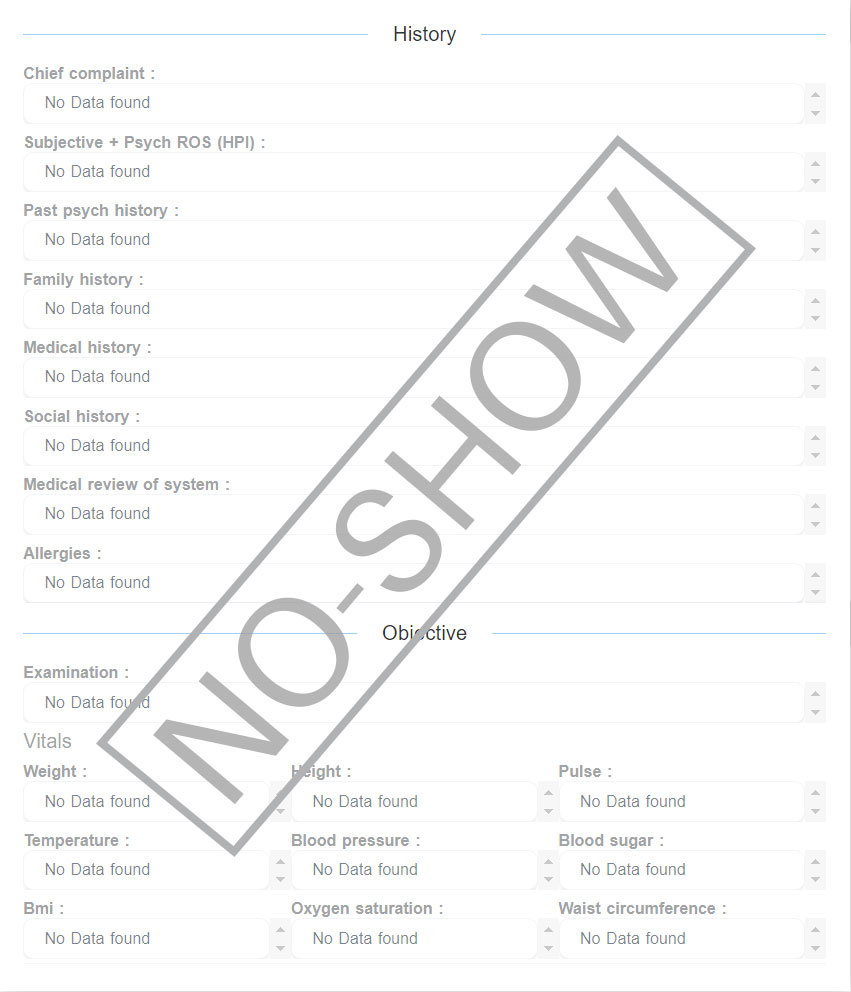 History
Chief complaint :
No Data found
Subjective + Psych ROS (HPI) :
No Data found
Past psych history :
No Data found
Family history :
No Data found
Medical history :
No Data found
Social history :
No Data found
Medical review of system :
No Data found
Allergies :
No Data found
NO-SHOW
Objective
Examination :
No Data found
Vitals
Weight : Height : Pulse :
No Data found No Data found No Data found
Temperature : Blood pressure : Blood sugar :
No Data found No Data found No Data found
Bmi : Oxygen saturation : Waist circumference :
No Data found No Data found No Data found